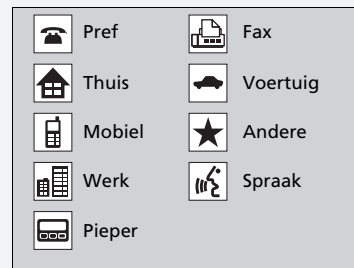 Pref
Thuis
Mobiel
Werk
Pieper
Fax
Voertuig
Andere
Spraak